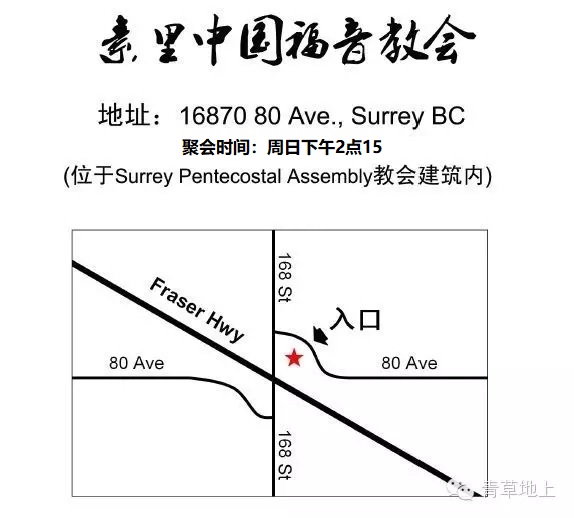 素里中国福音教会
地址：16870 80 Ave., Surrey BC
聚会时间：周日下午2点15
(位于Surrey Pentecostal Assembly教会建筑内)
168 St
Fraser Hwy
入口
80 Ave
80 Ave
168 St
青草地上